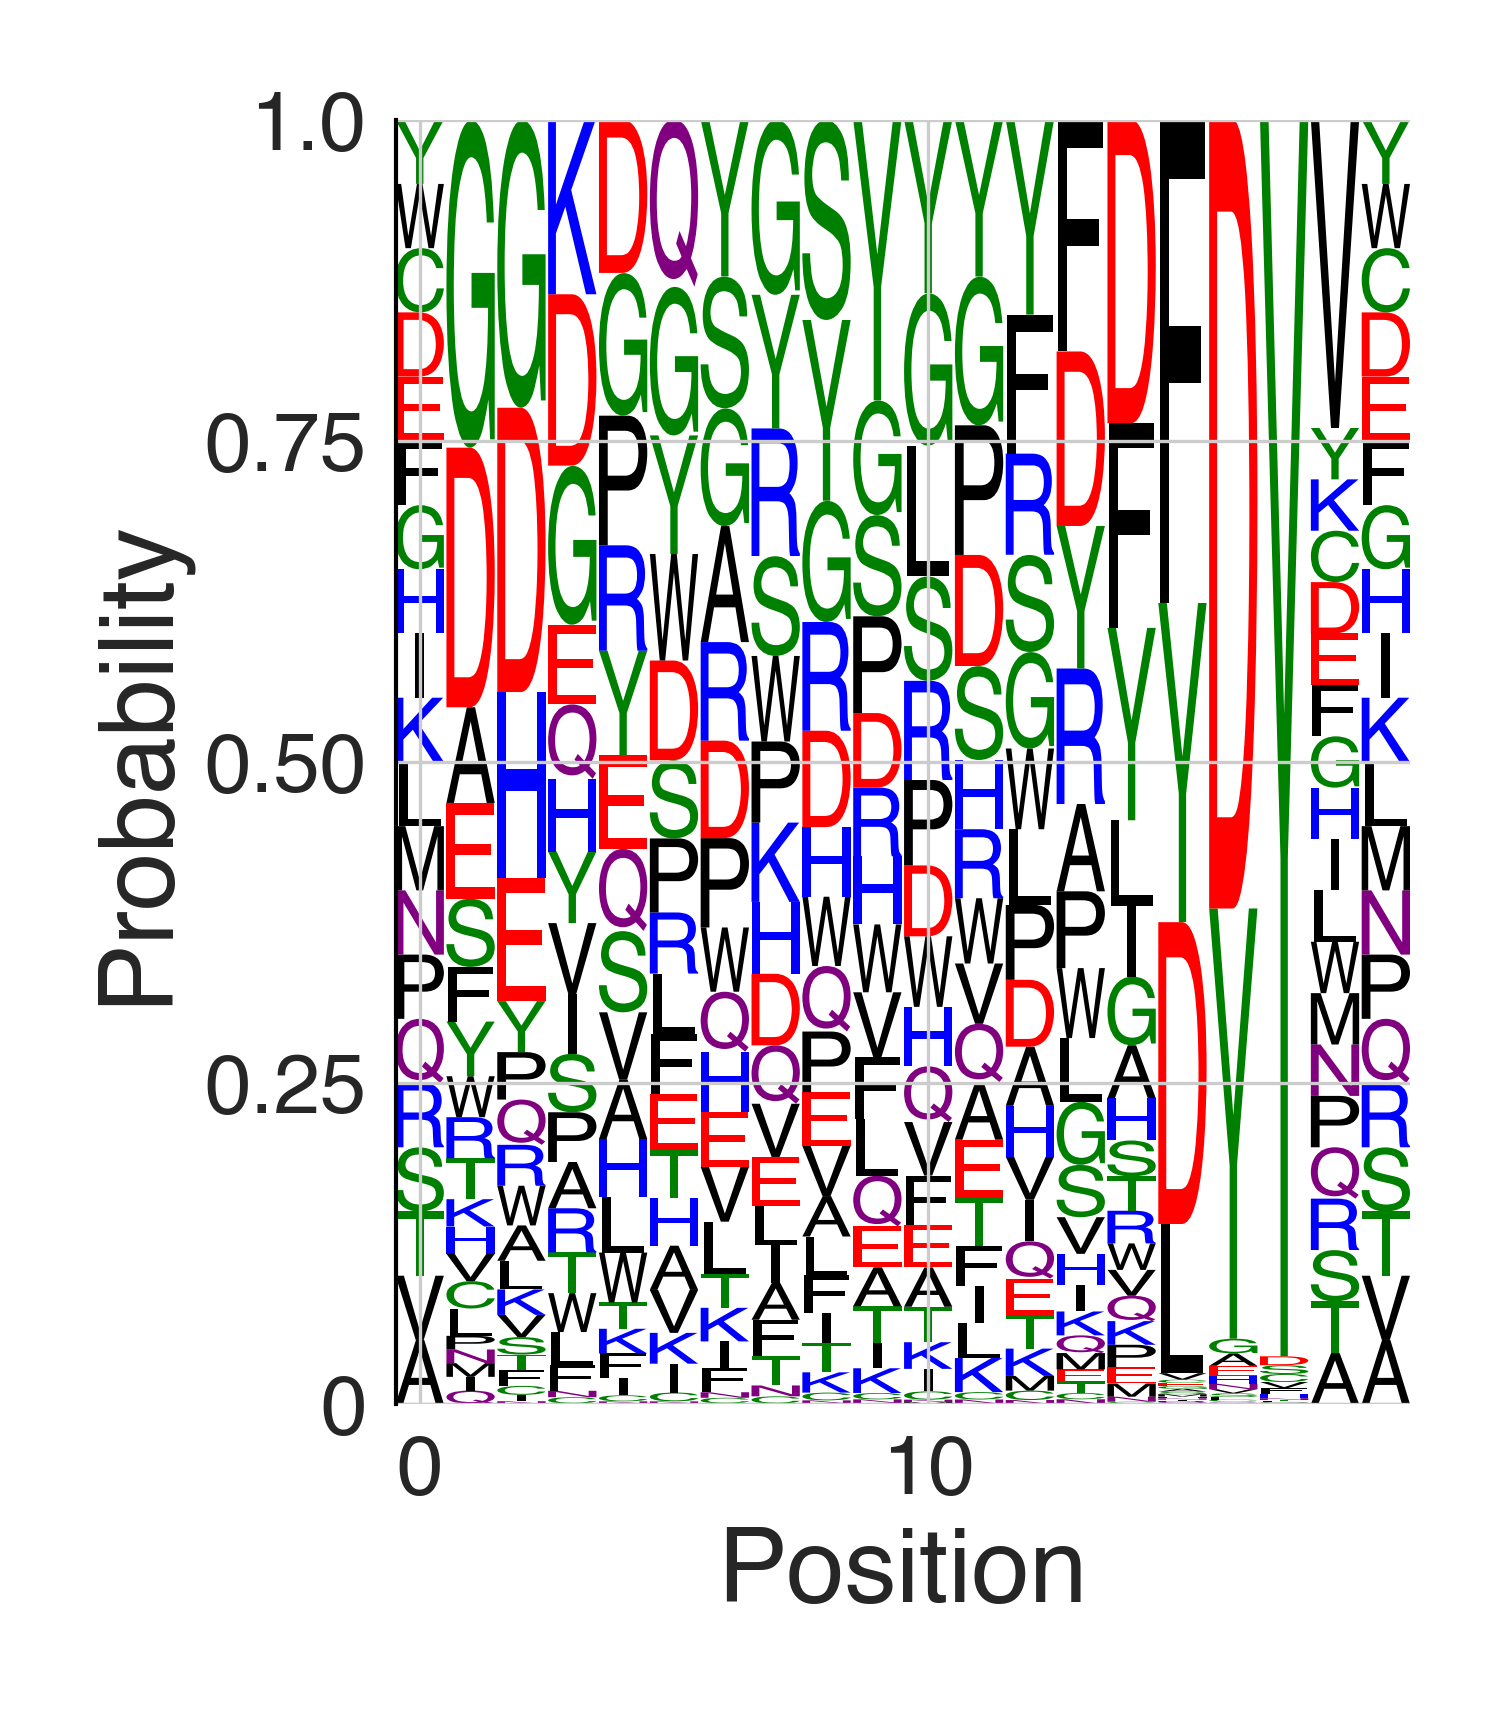 1.0
0.75
0.50
0.25
0
Probability
0 10
Position
Y W C D E F G H I K L M N P Q R S T V A
G D A E S F Y W R T K H V C L P N M I Q
G D H E Y P Q R W A L K V S T F C I
K D G E Q H Y V I S P A R T W L F N
D G P R Y E Q S V A H L W T K F I
Q G Y W D S P R L F E T H A V K I
Y S G A R D P W Q H E V L T K I F N
G Y R S W P K H D Q V E L I A F T N
S Y G R D H W Q P E V A L F I T K
Y G S P D R H W V F L Q E A T I K
Y G L S R P D W H Q V F E A T K I
Y G P D S H R W V Q A E T F I L K
Y F R S G W L P D A H V I Q E T K M
F D Y R A P W L G S V H I K Q M E T
D F Y L I G A H S T R W V Q K P E M
F Y D L
D Y G A E
Y D S G V
V Y K C D E F G H I L W M N P Q R S T A
Y W C D E F G H I K L M N P Q R S T V A